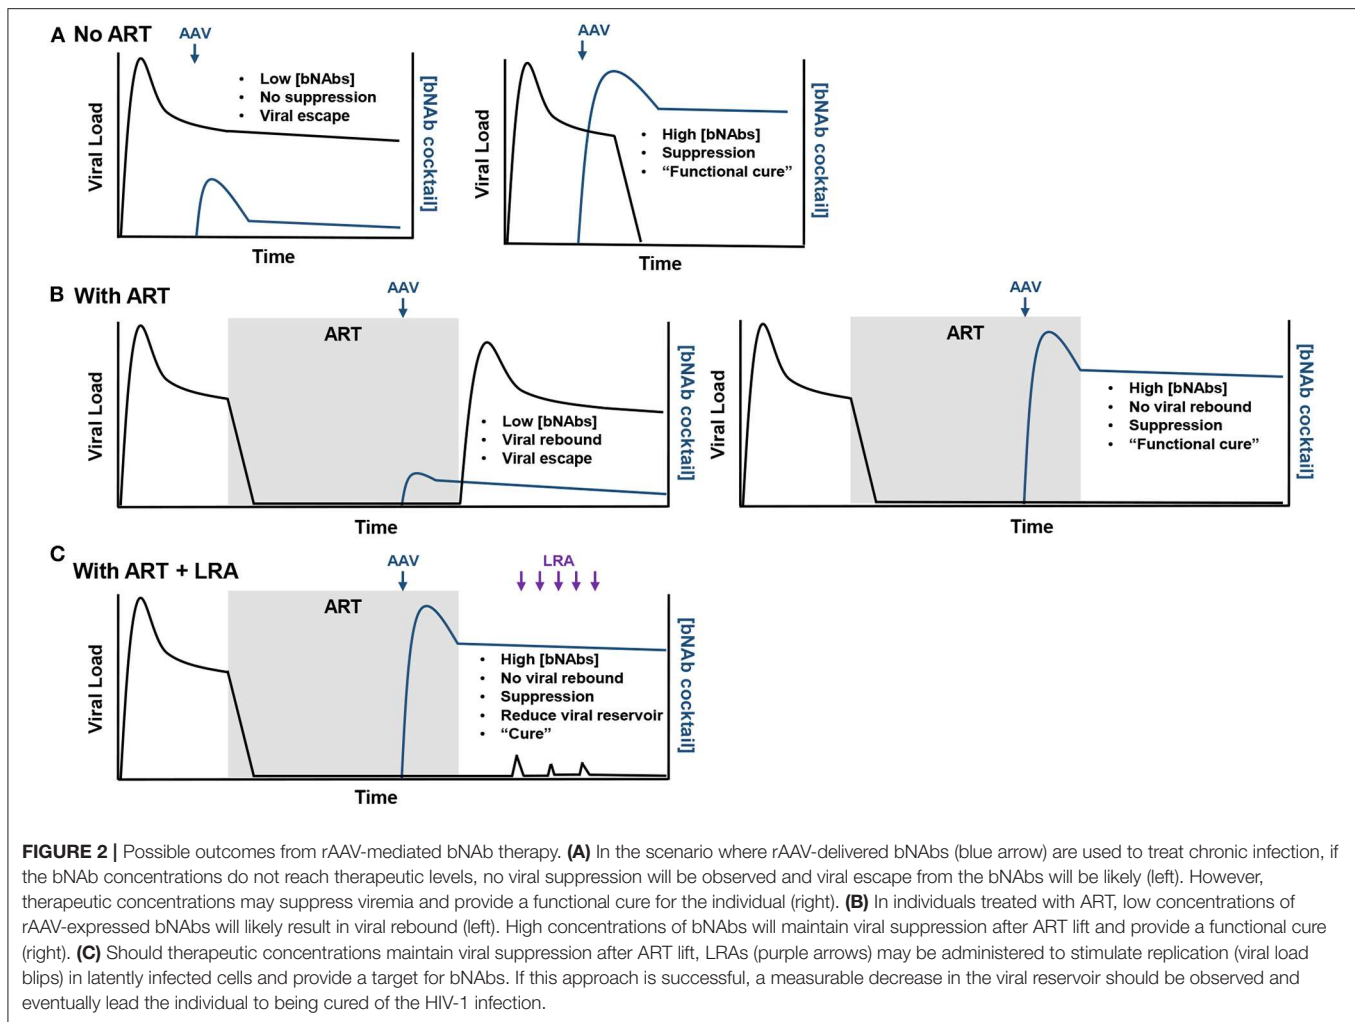 A No ART
AAV
Viral Load
• Low [bNAbs]
• No suppression
• Viral escape
[bNAb cocktail]
Time
AAV
Viral Load
• High [bNAbs]
• Suppression
• “Functional cure”
[bNAb cocktail]
Time
B With ART
AAV
ART
Viral Load
• Low [bNAbs]
• Viral rebound
• Viral escape
[bNAb cocktail]
Time
AAV
ART
Viral Load
• High [bNAbs]
• No viral rebound
• Suppression
• “Functional cure”
[bNAb cocktail]
Time
C With ART + LRA
AAV
LRA
ART
Viral Load
• High [bNAbs]
• No viral rebound
• Suppression
• Reduce viral reservoir
• “Cure”
[bNAb cocktail]
Time
FIGURE 2 | Possible outcomes from rAAV-mediated bNAb therapy. (A) In the scenario where rAAV-delivered bNAbs (blue arrow) are used to treat chronic infection, if
the bNAb concentrations do not reach therapeutic levels, no viral suppression will be observed and viral escape from the bNAbs will be likely (left). However,
therapeutic concentrations may suppress viremia and provide a functional cure for the individual (right). (B) In individuals treated with ART, low concentrations of
rAAV-expressed bNAbs will likely result in viral rebound (left). High concentrations of bNAbs will maintain viral suppression after ART lift and provide a functional cure
(right). (C) Should therapeutic concentrations maintain viral suppression after ART lift, LRAs (purple arrows) may be administered to stimulate replication (viral load
blips) in latently infected cells and provide a target for bNAbs. If this approach is successful, a measurable decrease in the viral reservoir should be observed and
eventually lead the individual to being cured of the HIV-1 infection.